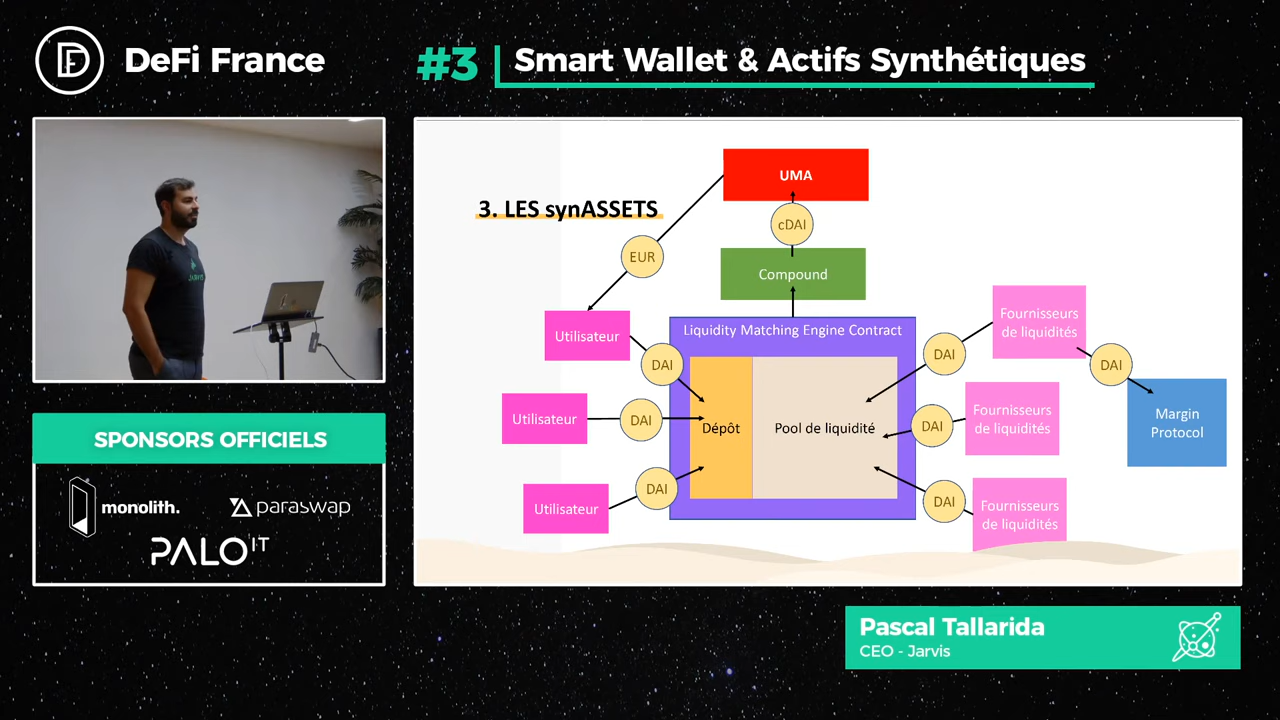 DeFi France
#3
Smart Wallet & Actifs Synthétiques
3. LES synASSETS
UMA
cDAI
EUR
Compound
Utilisateur
Liquidity Matching Engine Contract
Fournisseurs
de liquidités
DAI
DAI
DAI
Utilisateur
DAI
Dépôt
Pool de liquidité
DAI
Fournisseurs
de liquidités
Margin
Protocol
Utilisateur
DAI
DAI
Fournisseurs
de liquidités
SPONSORS OFFICIELS
monolith.
paraswap
PALO IT
Pascal Tallarida
CEO - Jarvis